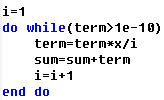 i=1
do while(term>1e-10)
    term=term*x/i
    sum=sum+term
    i=i+1
end do